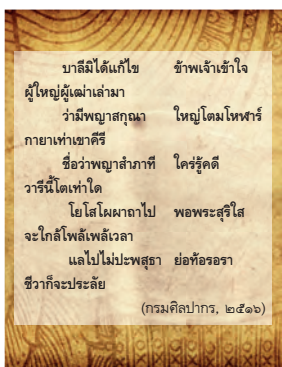 บาลีมิได้แก้ไข ข้าพเจ้าเข้าใจ
ผู้ใหญ่ผู้เฒ่าเล่ามา
ว่ามีพญาสกุณา ใหญ่โตมโหฬาร์
กายาเท่าเขาคีรี
ชื่อว่าพญาสำภาที ใคร่รู้คดี
วารีนี้โตเท่าใด
โยโสโผผาถาไป พอพระสุริใส
จะใกล้โพล้เพล้เวลา
แลไปไม่ปะพสุธา ย่อท้อรอรา
ชีวาก็จะประลัย
(กรมศิลปากร, ๒๕๑๖)